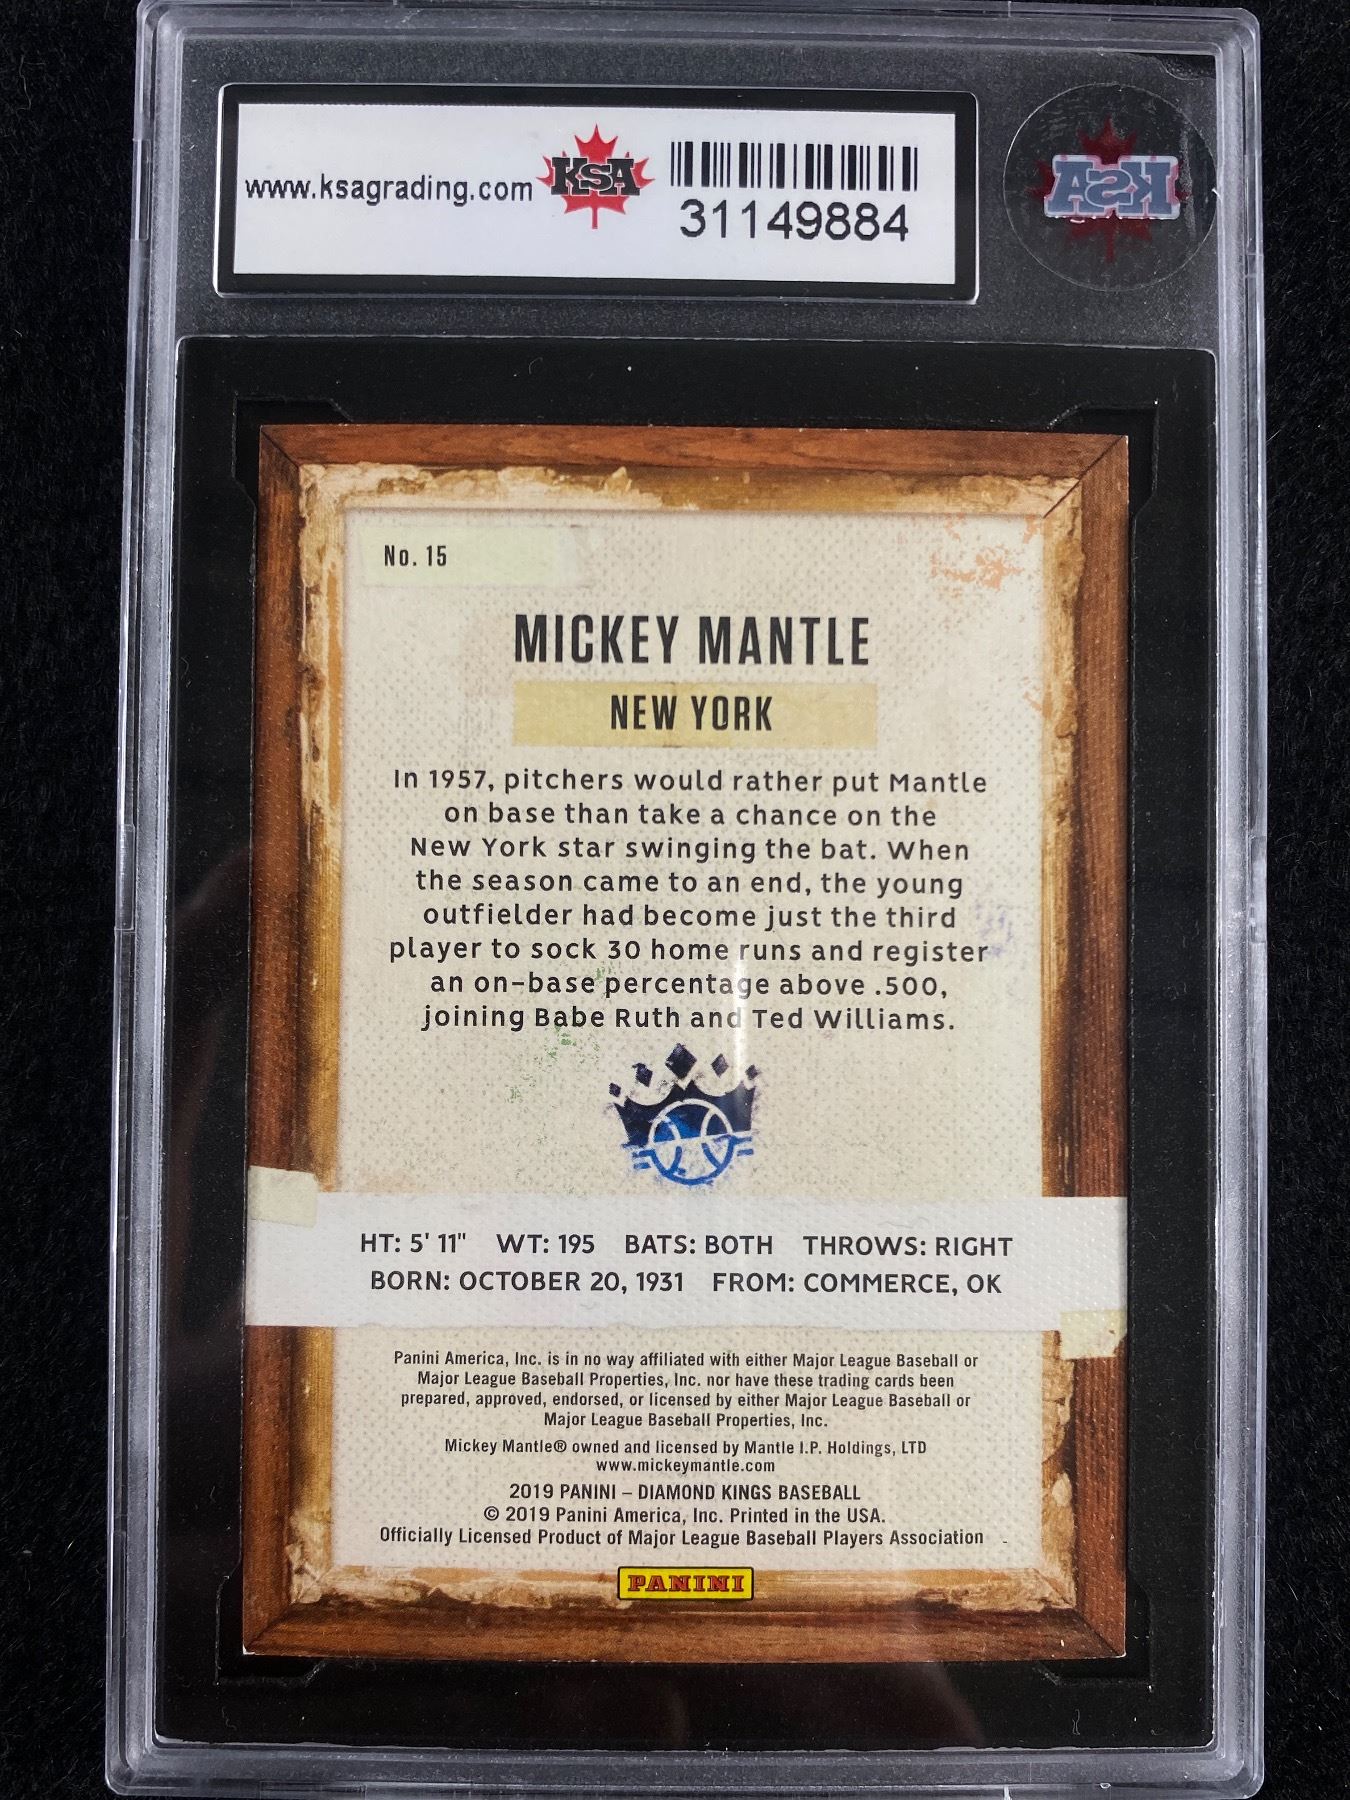 www.ksagrading.com
KSA
31149884
KSA
No. 15
MICKEY MANTLE
NEW YORK
In 1957, pitchers would rather put Mantle
on base than take a chance on the
New York star swinging the bat. When
the season came to an end, the young
outfielder had become just the third
player to sock 30 home runs and register
an on-base percentage above .500,
joining Babe Ruth and Ted Williams.
HT: 5' 11" WT: 195 BATS: BOTH THROWS: RIGHT
BORN: OCTOBER 20, 1931 FROM: COMMERCE, OK
Panini America, Inc. is in no way affiliated with either Major League Baseball or
Major League Baseball Properties, Inc. nor have these trading cards been
prepared, approved, endorsed, or licensed by either Major League Baseball or
Major League Baseball Properties, Inc.
Mickey Mantle® owned and licensed by Mantle I.P. Holdings, LTD
www.mickeymantle.com
2019 PANINI – DIAMOND KINGS BASEBALL
© 2019 Panini America, Inc. Printed in the USA.
Officially Licensed Product of Major League Baseball Players Association
PANINI